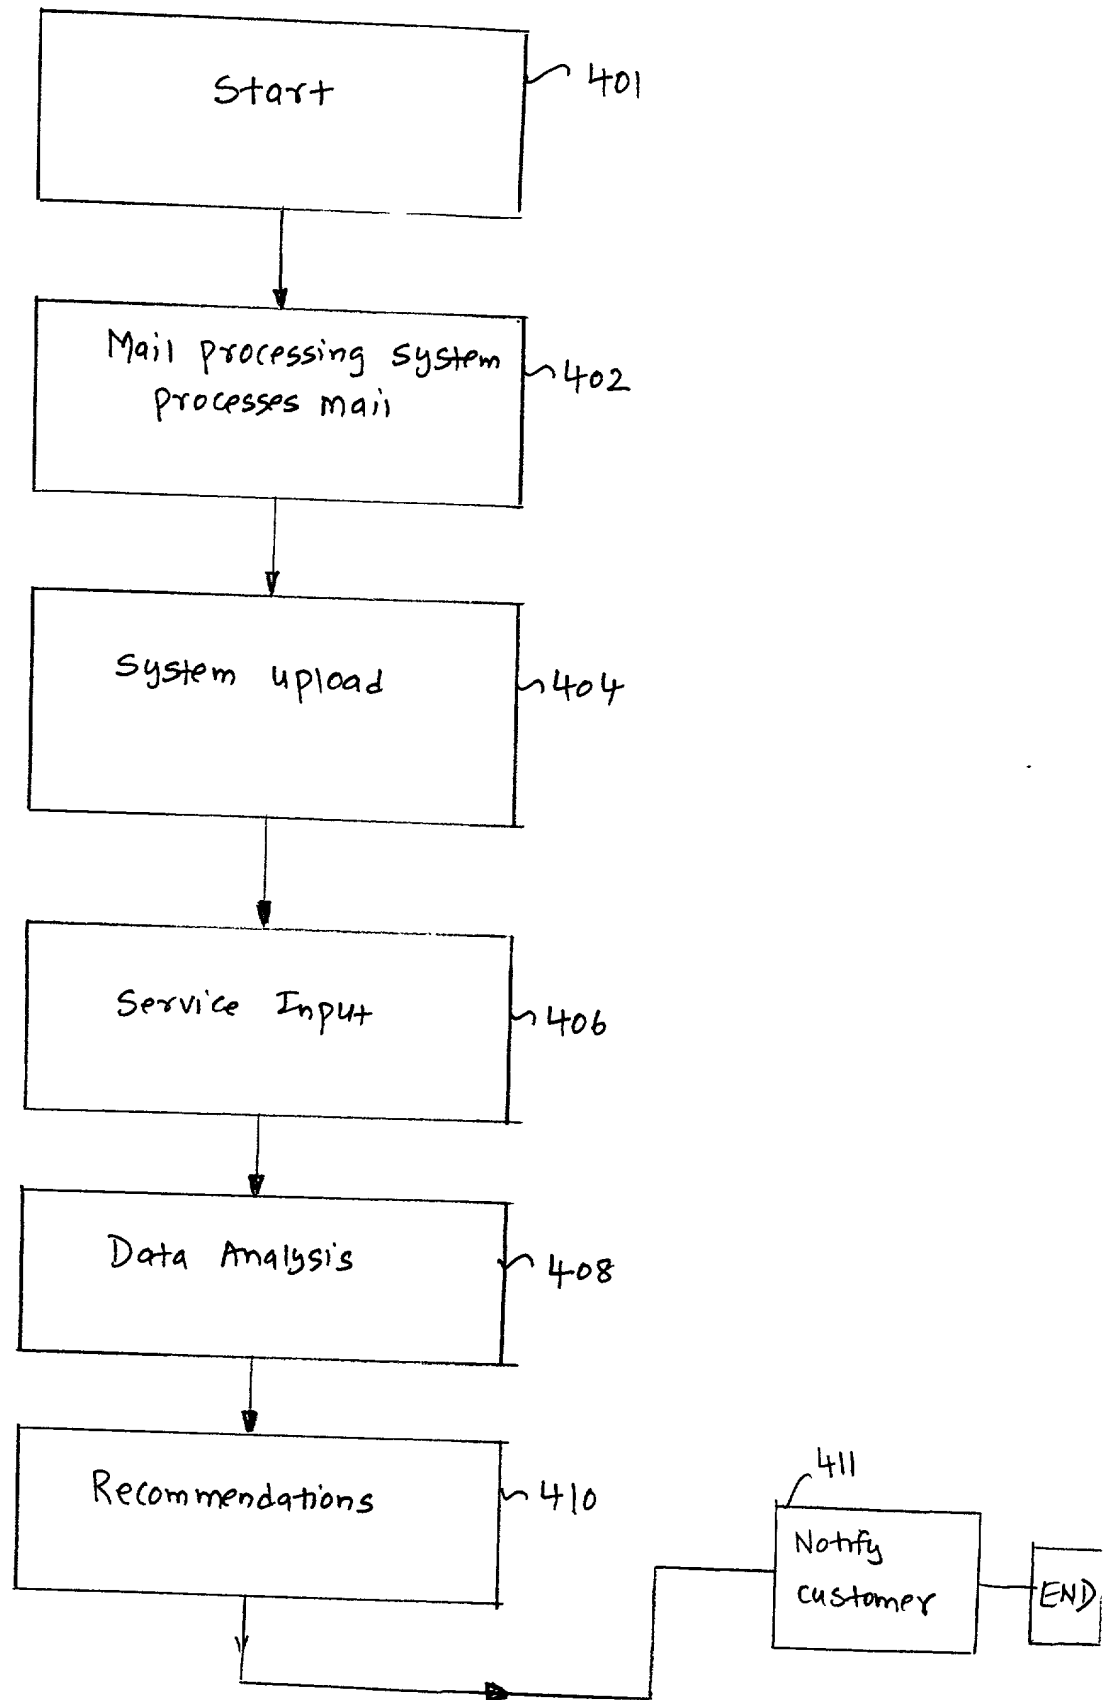 Start
401
Mail processing system
processes mail
402
System upload
404
Service Input
406
Data Analysis
408
Recommendations
410
411
Notify
customer
END